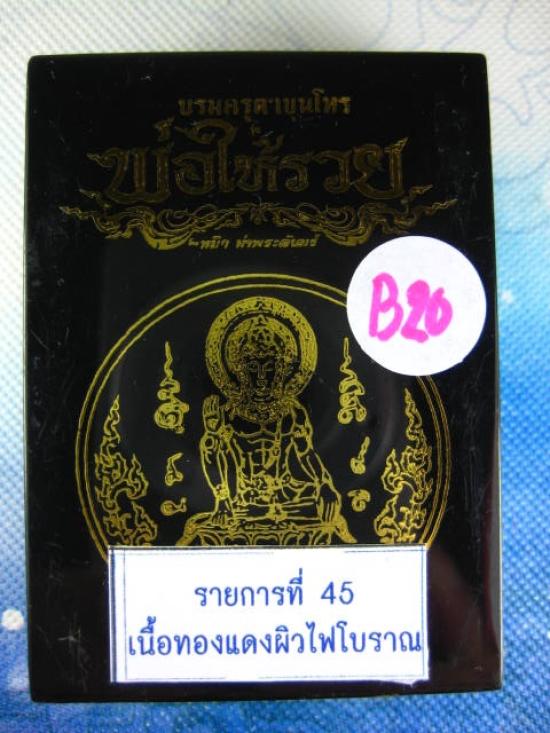 บรมครูตาขุนโหร
รุ่น
พ่อให้รวย
B20
รายการที่ 45
เนื้อทองแดงผิวไฟโบราณ